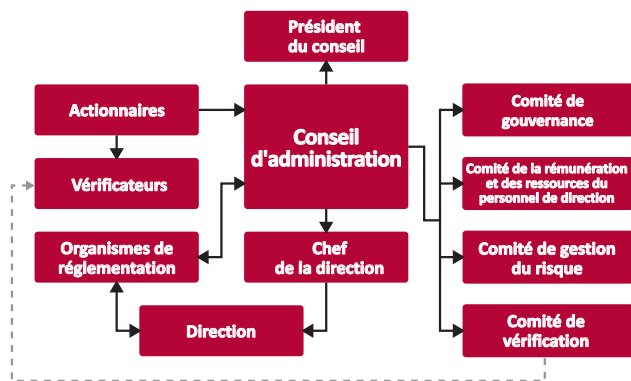 Président
du conseil
Actionnaires
Conseil
d'administration
Comité de
gouvernance
Vérificateurs
Comité de la rémunération
et des ressources du
personnel de direction
Organismes de
réglementation
Chef
de la direction
Comité de gestion
du risque
Direction
Comité de
vérification